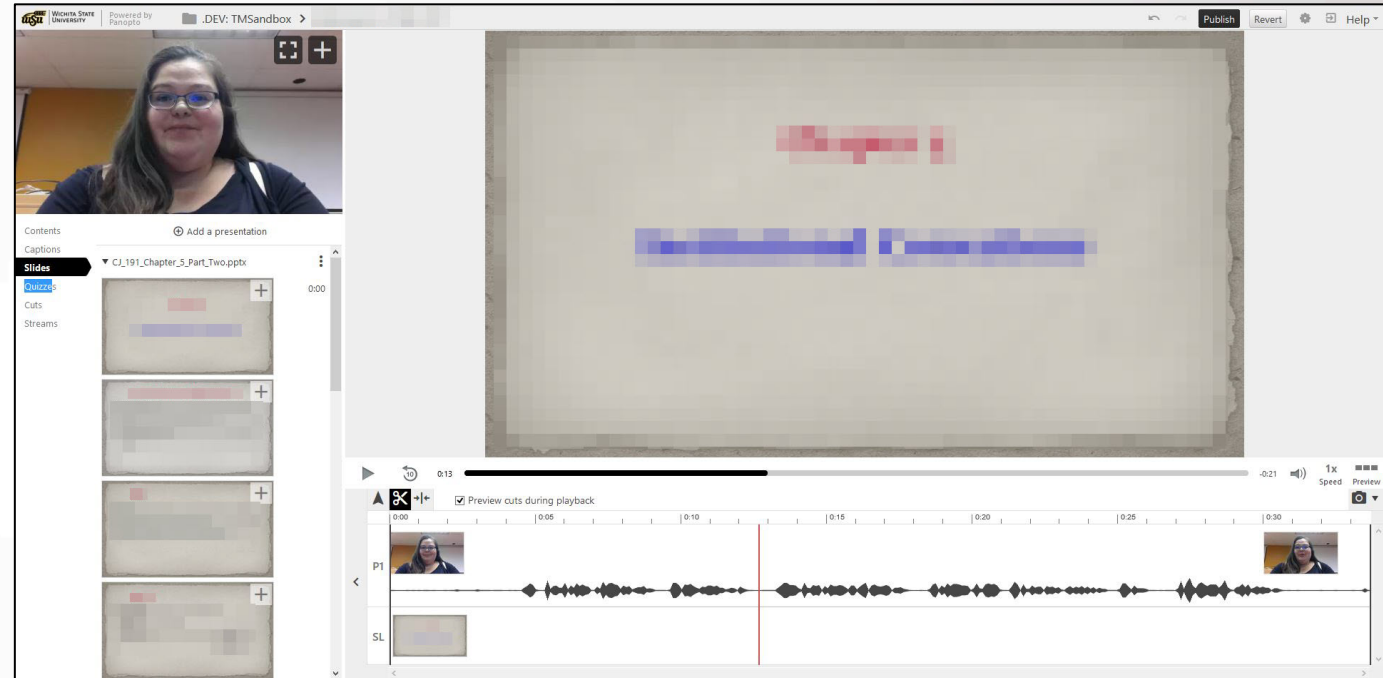 WSU WICHITA STATE UNIVERSITY Powered by Panopto .DEV: TMSandbox > Publish Revert Help
Contents
Captions
Slides
Quizzes
Cuts
Streams
Add a presentation
CJ_191_Chapter_5_Part_Two.pptx
0:00
10 0:13 -0:21 1x Speed Preview
Preview cuts during playback
0:00 0:05 0:10 0:15 0:20 0:25 0:30
P1
SL